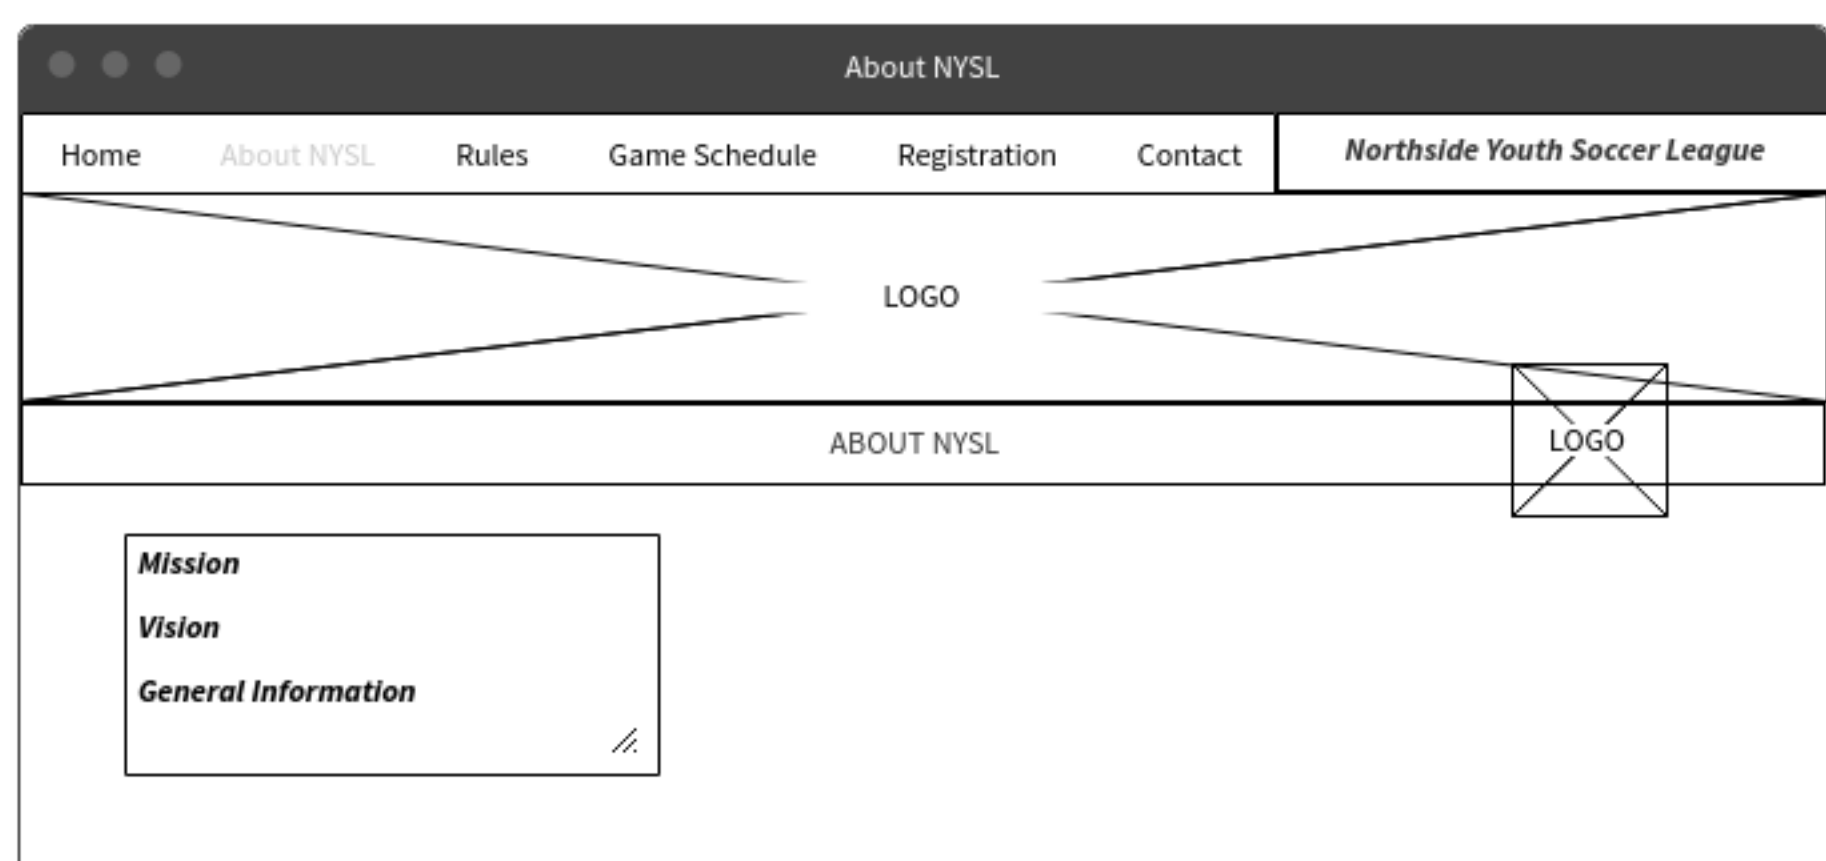 About NYSL
Home About NYSL Rules Game Schedule Registration Contact Northside Youth Soccer League
LOGO
ABOUT NYSL
LOGO
Mission
Vision
General Information